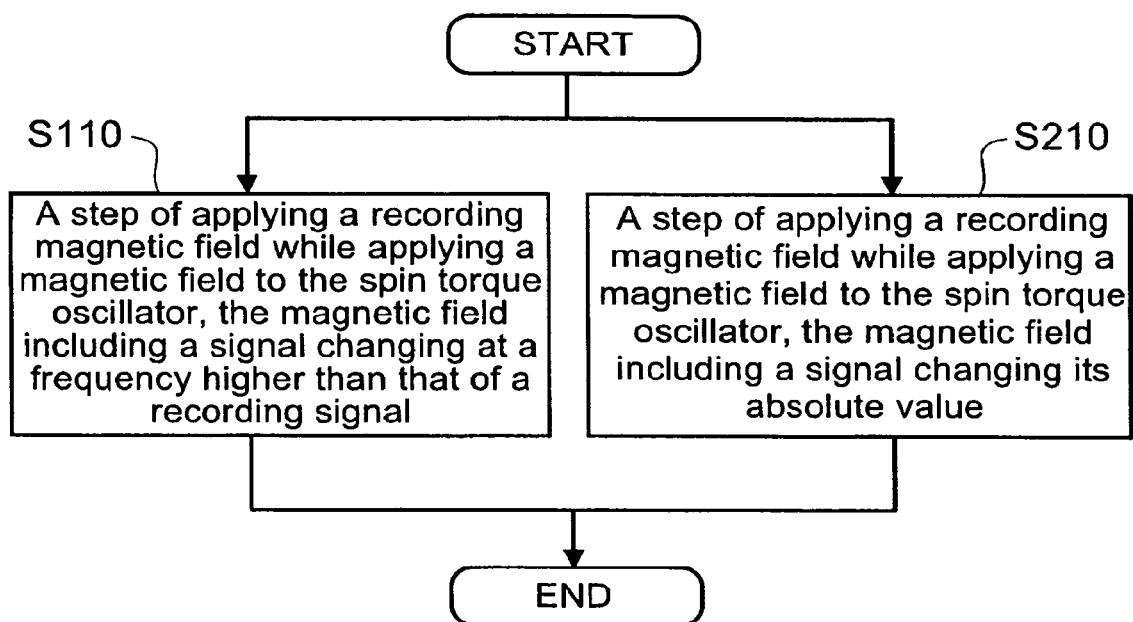 START
S110
S210
A step of applying a recording
magnetic field while applying a
magnetic field to the spin torque
oscillator, the magnetic field
including a signal changing at a
frequency higher than that of a
recording signal
A step of applying a recording
magnetic field while applying a
magnetic field to the spin torque
oscillator, the magnetic field
including a signal changing its
absolute value
END